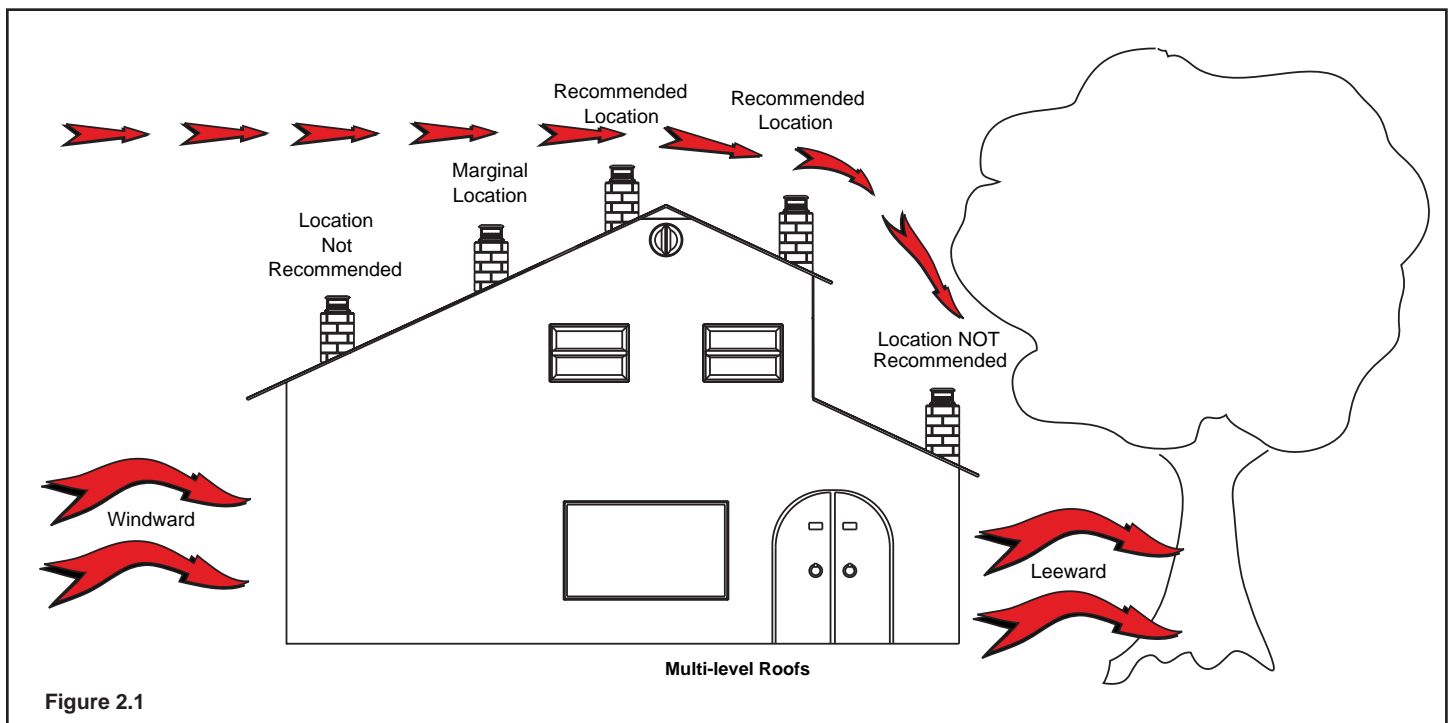 Recommended
Location
Recommended
Location
Marginal
Location
Location
Not
Recommended
Location NOT
Recommended
Windward
Leeward
Multi-level Roofs
Figure 2.1